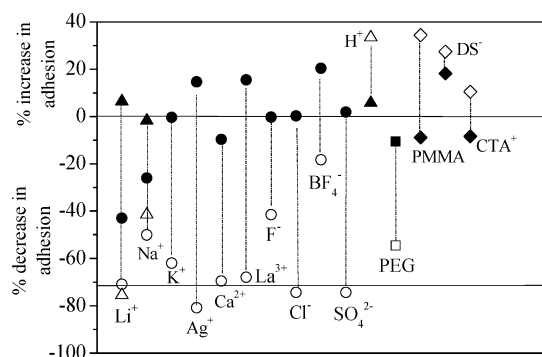 % increase in
adhesion
% decrease in
adhesion
40
20
0
-20
-40
-60
-80
-100
H⁺
DS⁻
PMMA
CTA⁺
BF₄⁻
Na⁺
F⁻
PEG
K⁺
La³⁺
Ca²⁺
Li⁺
Cl⁻
SO₄²⁻
Ag⁺